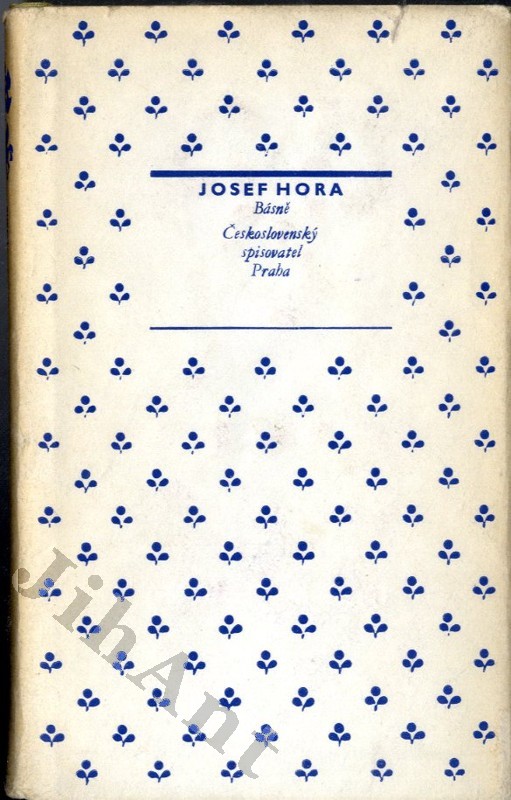 JOSEF HORA
Básně
Československý
spisovatel
Praha
JihAnt